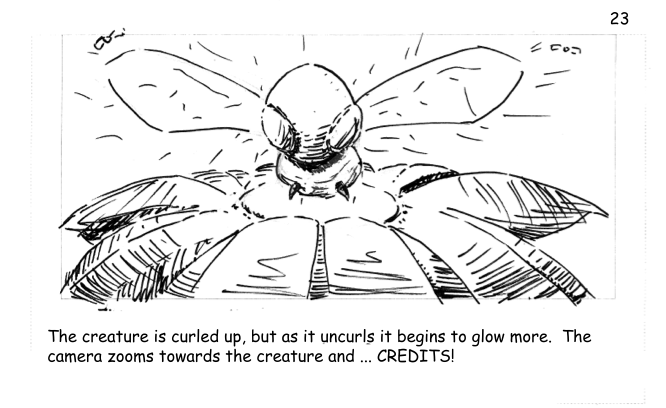 23
The creature is curled up, but as it uncurls it begins to glow more.  The
camera zooms towards the creature and ... CREDITS!